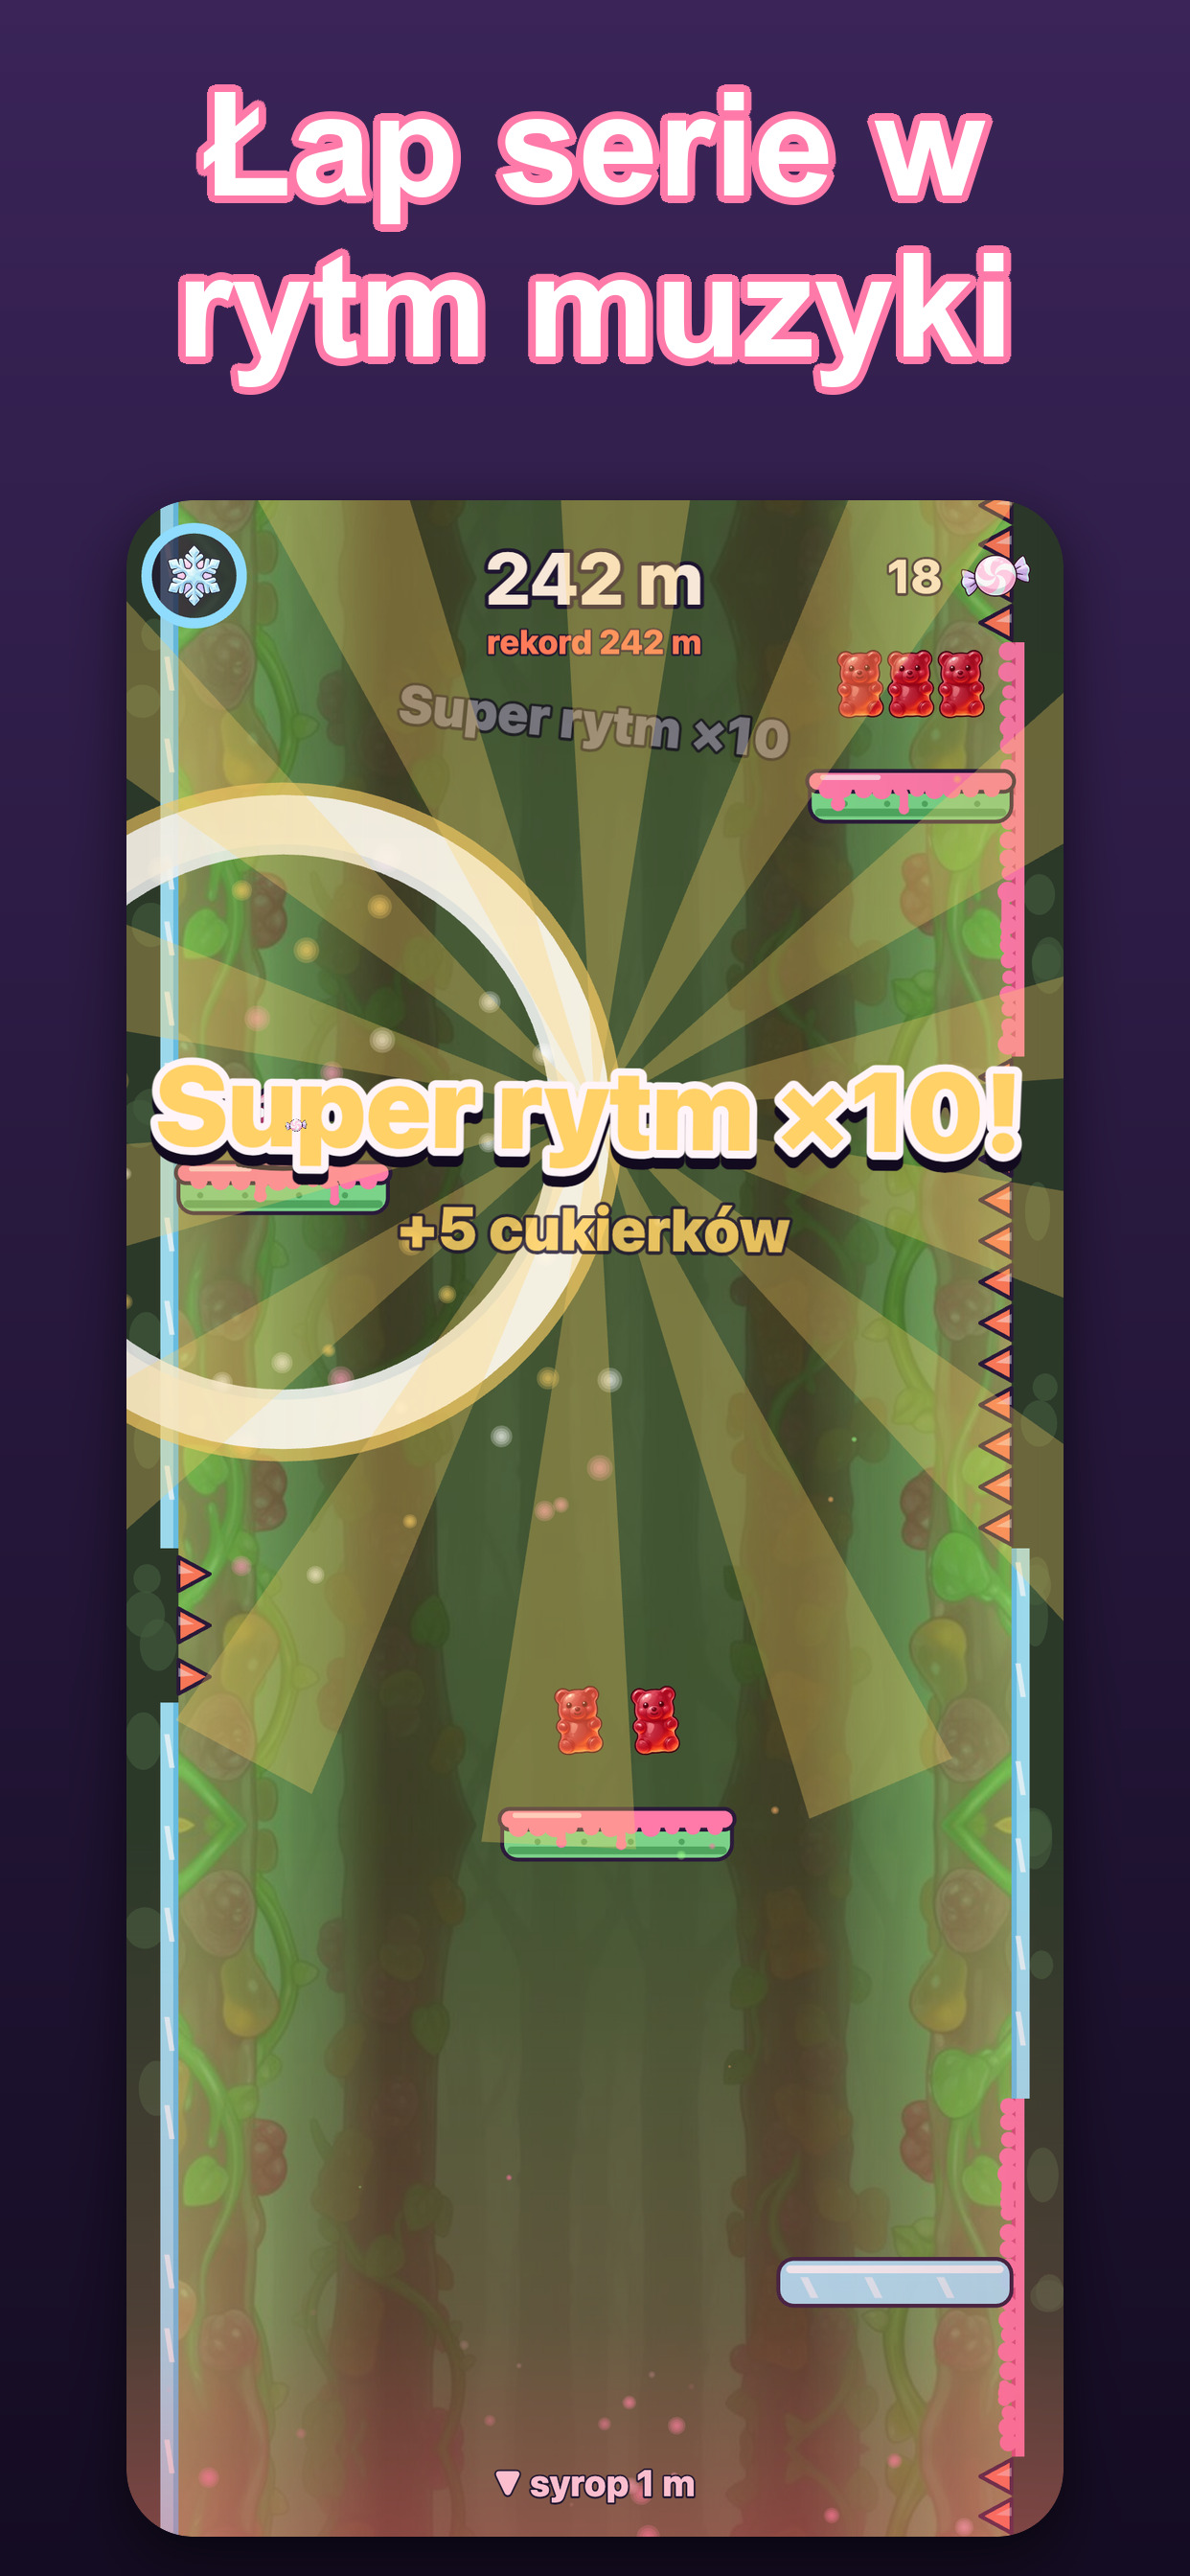 Łap serie w
rytm muzyki
242 m
18
rekord 242 m
Super rytm ×10
Super rytm ×10!
+5 cukierków
syrop 1 m